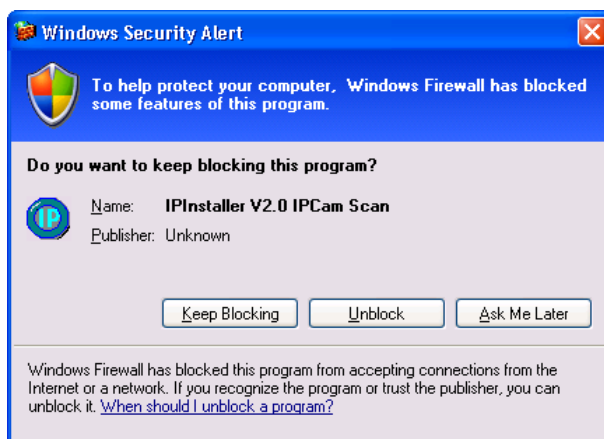 Windows Security Alert
To help protect your computer, Windows Firewall has blocked
some features of this program.
Do you want to keep blocking this program?
IP
Name: IPInstaller V2.0 IPCam Scan
Publisher: Unknown
Keep Blocking Unblock Ask Me Later
Windows Firewall has blocked this program from accepting connections from the
Internet or a network. If you recognize the program or trust the publisher, you can
unblock it. When should I unblock a program?